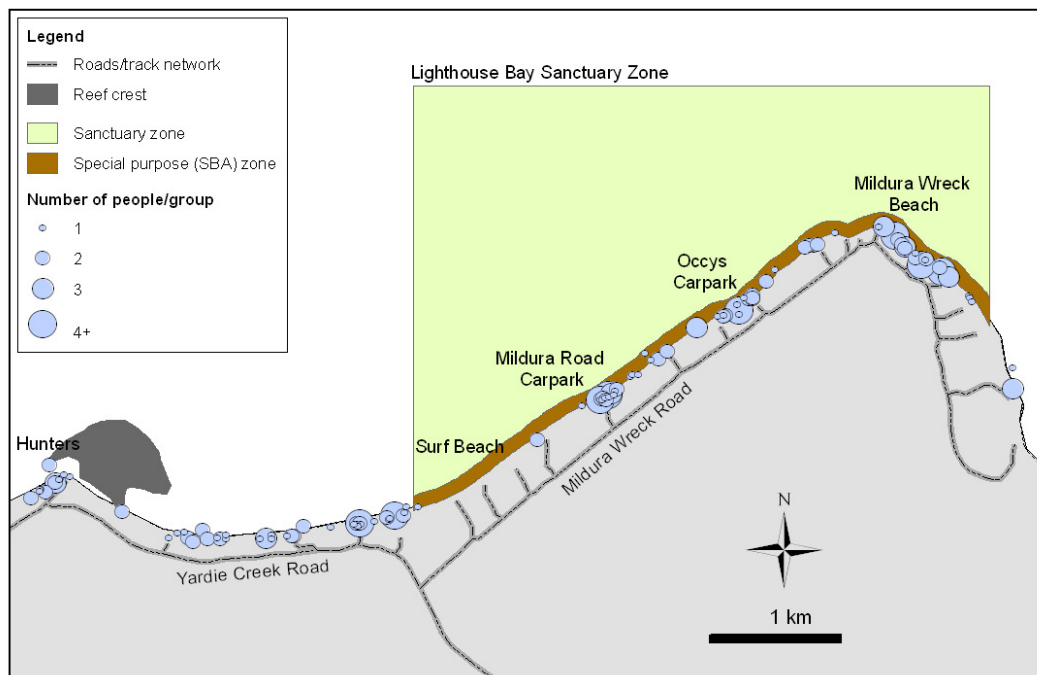 Legend
Roads/track network
Reef crest
Sanctuary zone
Special purpose (SBA) zone
Number of people/group
1
2
3
4+
Lighthouse Bay Sanctuary Zone
Mildura Wreck
Beach
Occys
Carpark
Mildura Road
Carpark
Surf Beach
Mildura Wreck Road
Hunters
Yardie Creek Road
N
1 km